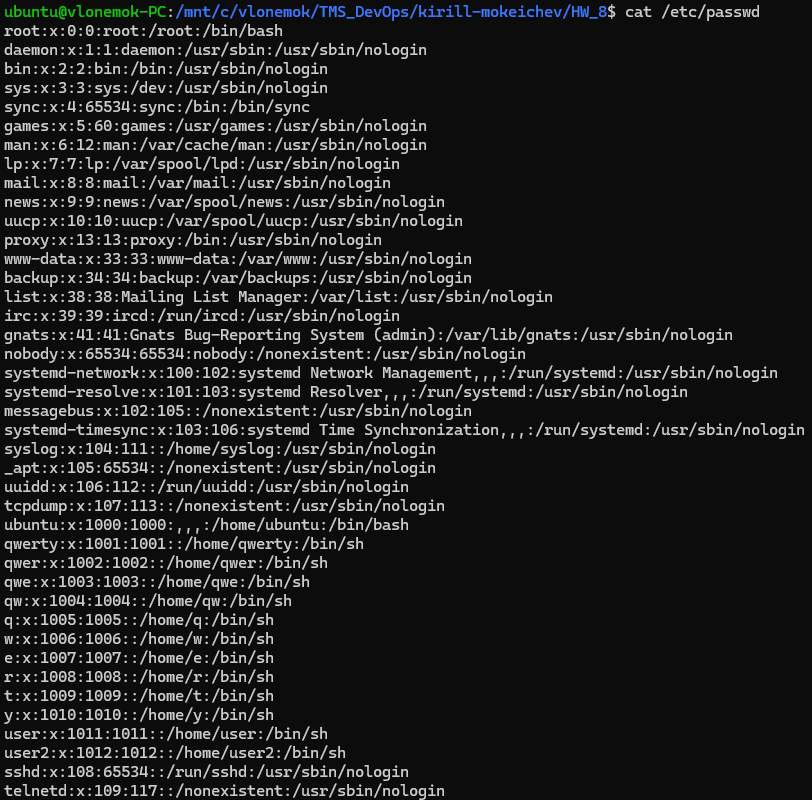 ubuntu@vlonemok-PC:/mnt/c/vlonemok/TMS_DevOps/kirill-mokeichev/HW_8$ cat /etc/passwd
root:x:0:0:root:/root:/bin/bash
daemon:x:1:1:daemon:/usr/sbin:/usr/sbin/nologin
bin:x:2:2:bin:/bin:/usr/sbin/nologin
sys:x:3:3:sys:/dev:/usr/sbin/nologin
sync:x:4:65534:sync:/bin:/bin/sync
games:x:5:60:games:/usr/games:/usr/sbin/nologin
man:x:6:12:man:/var/cache/man:/usr/sbin/nologin
lp:x:7:7:lp:/var/spool/lpd:/usr/sbin/nologin
mail:x:8:8:mail:/var/mail:/usr/sbin/nologin
news:x:9:9:news:/var/spool/news:/usr/sbin/nologin
uucp:x:10:10:uucp:/var/spool/uucp:/usr/sbin/nologin
proxy:x:13:13:proxy:/bin:/usr/sbin/nologin
www-data:x:33:33:www-data:/var/www:/usr/sbin/nologin
backup:x:34:34:backup:/var/backups:/usr/sbin/nologin
list:x:38:38:Mailing List Manager:/var/list:/usr/sbin/nologin
irc:x:39:39:ircd:/run/ircd:/usr/sbin/nologin
gnats:x:41:41:Gnats Bug-Reporting System (admin):/var/lib/gnats:/usr/sbin/nologin
nobody:x:65534:65534:nobody:/nonexistent:/usr/sbin/nologin
systemd-network:x:100:102:systemd Network Management,,,:/run/systemd:/usr/sbin/nologin
systemd-resolve:x:101:103:systemd Resolver,,,:/run/systemd:/usr/sbin/nologin
messagebus:x:102:105::/nonexistent:/usr/sbin/nologin
systemd-timesync:x:103:106:systemd Time Synchronization,,,:/run/systemd:/usr/sbin/nologin
syslog:x:104:111::/home/syslog:/usr/sbin/nologin
_apt:x:105:65534::/nonexistent:/usr/sbin/nologin
uuidd:x:106:112::/run/uuidd:/usr/sbin/nologin
tcpdump:x:107:113::/nonexistent:/usr/sbin/nologin
ubuntu:x:1000:1000:,,,:/home/ubuntu:/bin/bash
qwerty:x:1001:1001::/home/qwerty:/bin/sh
qwer:x:1002:1002::/home/qwer:/bin/sh
qwe:x:1003:1003::/home/qwe:/bin/sh
qw:x:1004:1004::/home/qw:/bin/sh
q:x:1005:1005::/home/q:/bin/sh
w:x:1006:1006::/home/w:/bin/sh
e:x:1007:1007::/home/e:/bin/sh
r:x:1008:1008::/home/r:/bin/sh
t:x:1009:1009::/home/t:/bin/sh
y:x:1010:1010::/home/y:/bin/sh
user:x:1011:1011::/home/user:/bin/sh
user2:x:1012:1012::/home/user2:/bin/sh
sshd:x:108:65534::/run/sshd:/usr/sbin/nologin
telnetd:x:109:117::/nonexistent:/usr/sbin/nologin